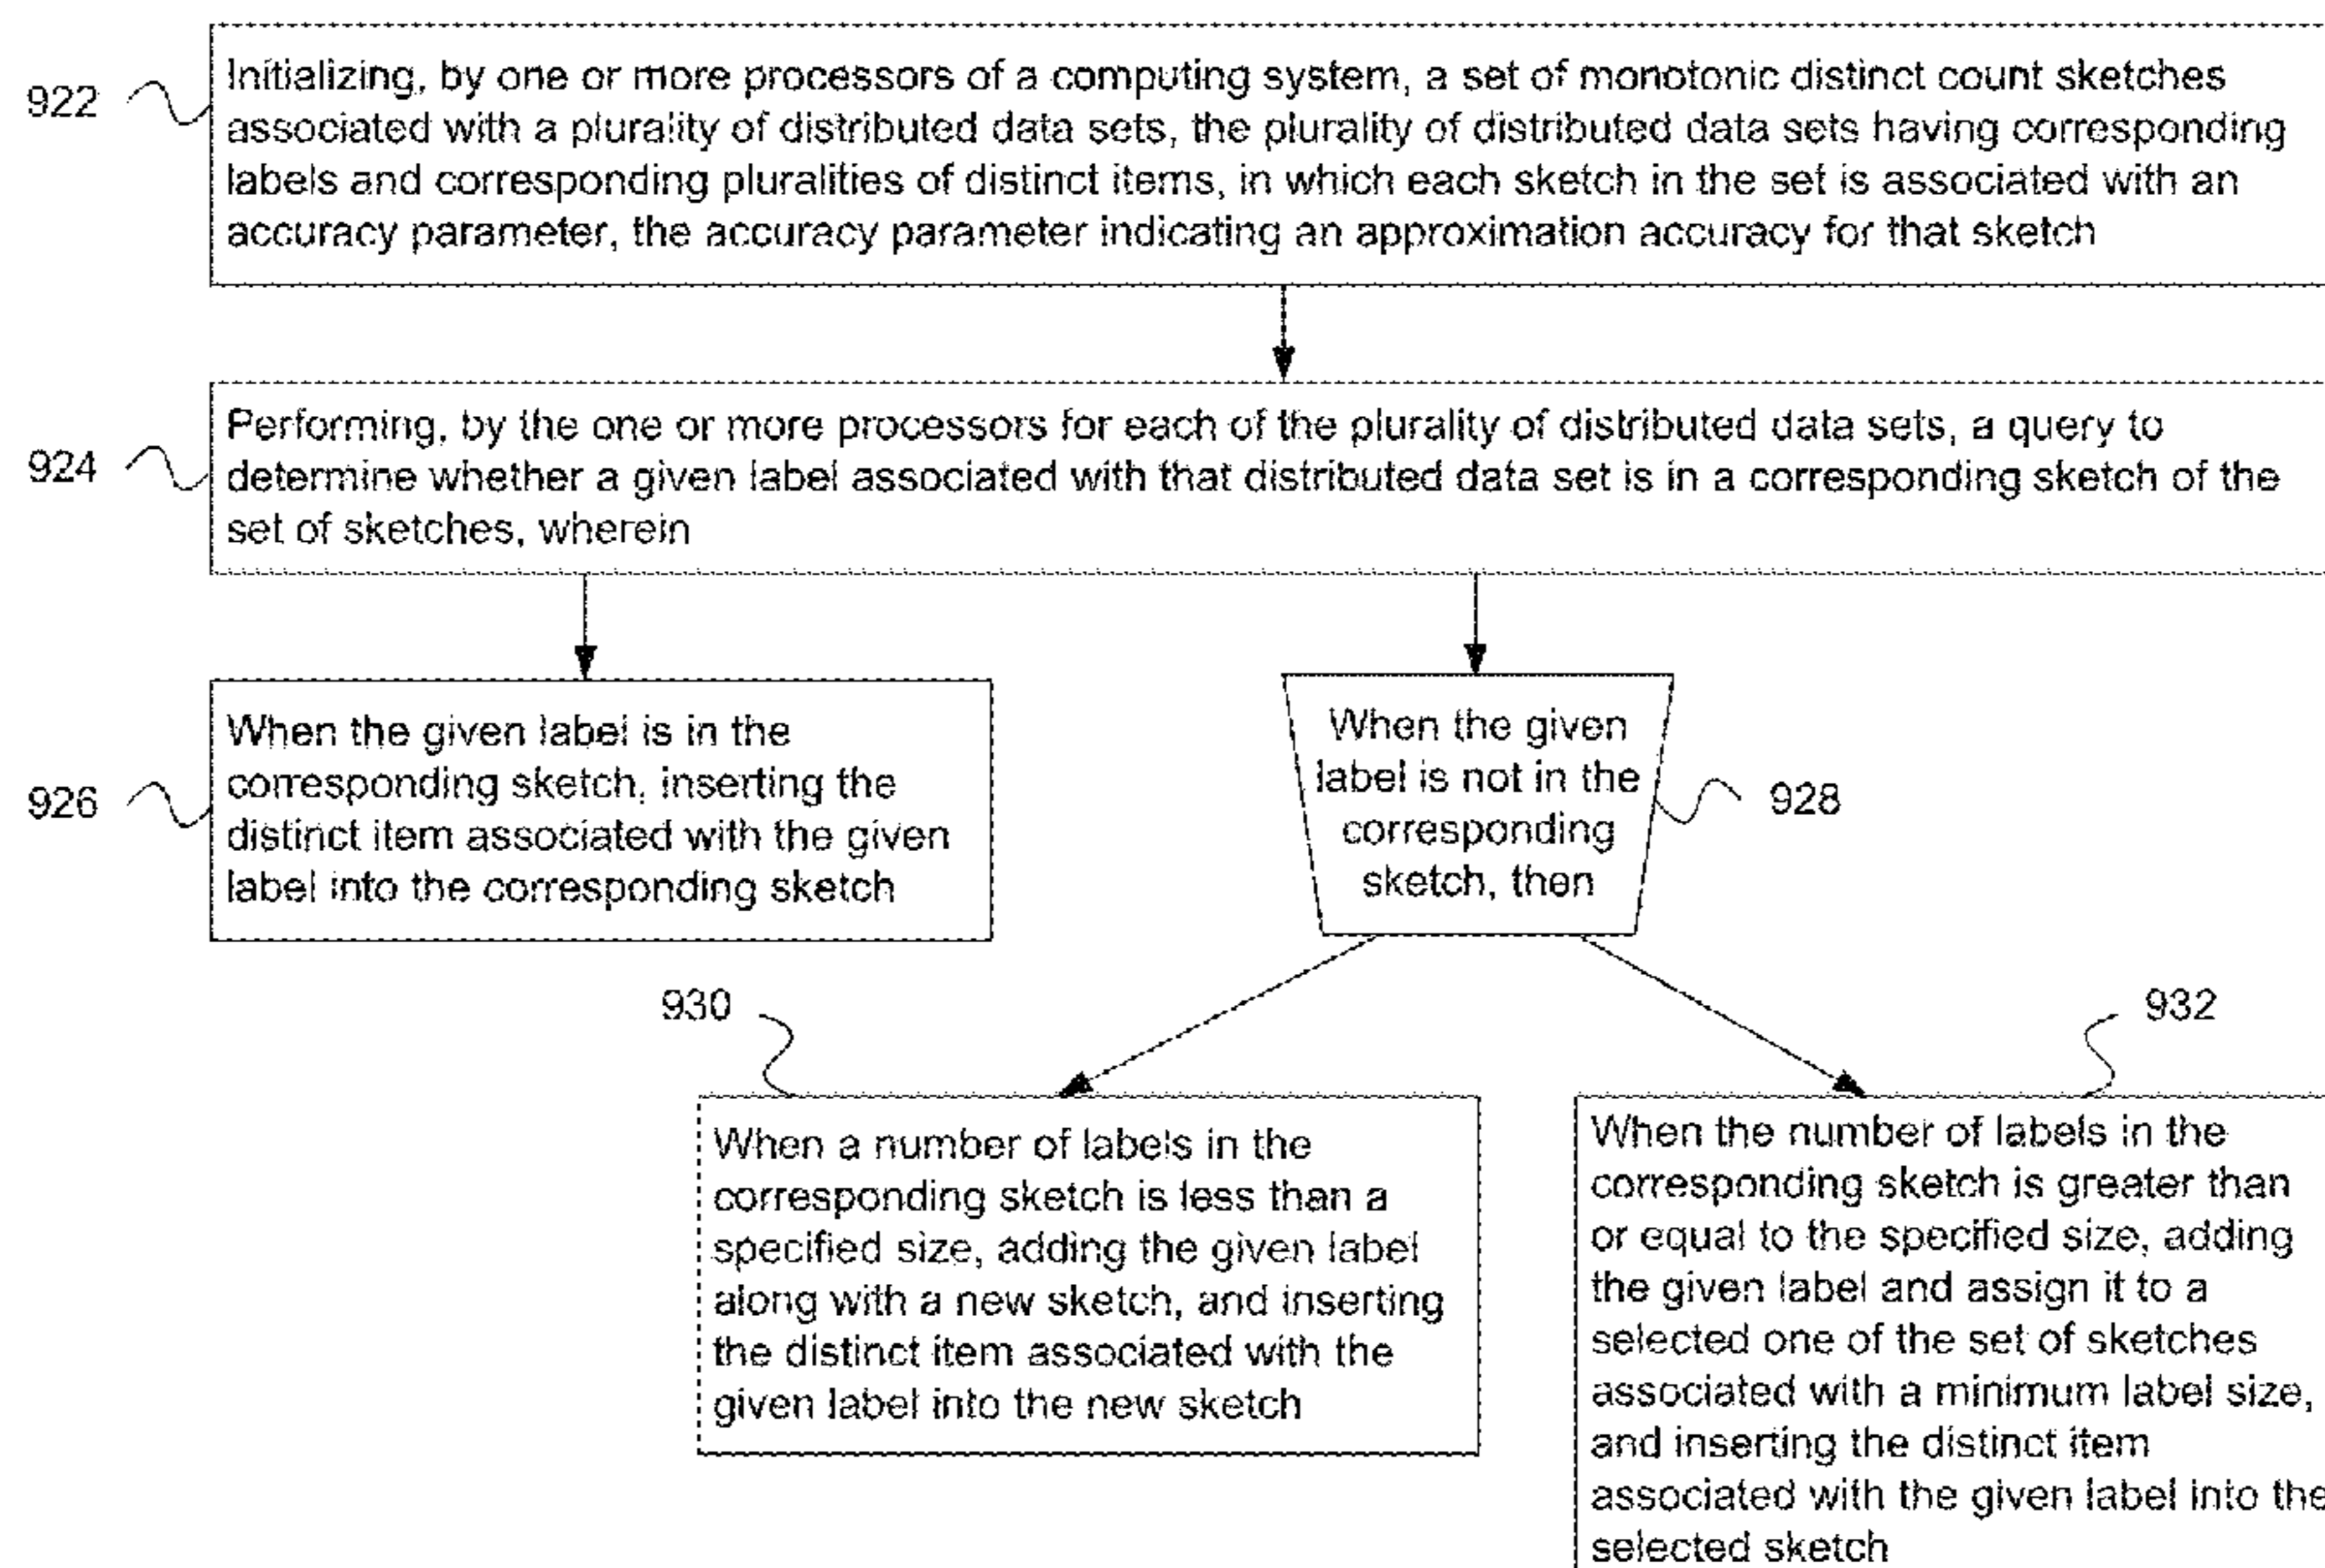 922
Initializing, by one or more processors of a computing system, a set of monotonic distinct count sketches
associated with a plurality of distributed data sets, the plurality of distributed data sets having corresponding
labels and corresponding pluralities of distinct items, in which each sketch in the set is associated with an
accuracy parameter, the accuracy parameter indicating an approximation accuracy for that sketch
924
Performing, by the one or more processors for each of the plurality of distributed data sets, a query to
determine whether a given label associated with that distributed data set is in a corresponding sketch of the
set of sketches, wherein
926
When the given label is in the
corresponding sketch, inserting the
distinct item associated with the given
label into the corresponding sketch
When the given
label is not in the
corresponding
sketch, then
928
930
When a number of labels in the
corresponding sketch is less than a
specified size, adding the given label
along with a new sketch, and inserting
the distinct item associated with the
given label into the new sketch
932
When the number of labels in the
corresponding sketch is greater than
or equal to the specified size, adding
the given label and assign it to a
selected one of the set of sketches
associated with a minimum label size,
and inserting the distinct item
associated with the given label into the
selected sketch